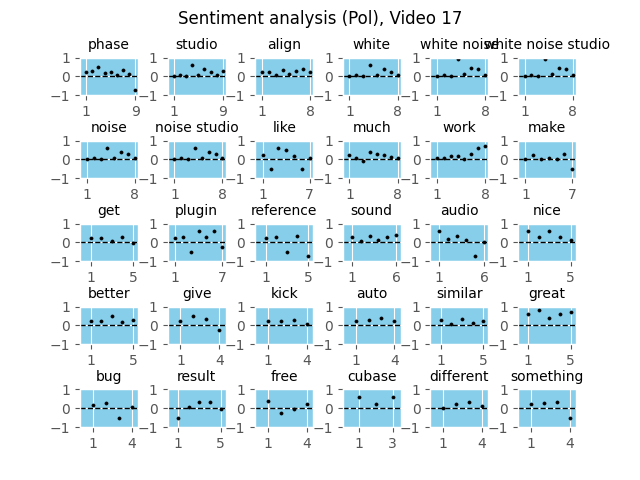 Sentiment analysis (Pol), Video 17
phase studio align white white noise white noise studio
1 0 −1
1 9 1 9 1 8 1 8 1 8 1 8
noise noise studio like much work make
1 0 −1
1 8 1 8 1 7 1 8 1 8 1 7
get plugin reference sound audio nice
1 0 −1
1 5 1 7 1 5 1 6 1 6 1 5
better give kick auto similar great
1 0 −1
1 5 1 4 1 4 1 4 1 5 1 5
bug result free cubase different something
1 0 −1
1 4 1 5 1 4 1 3 1 4 1 4